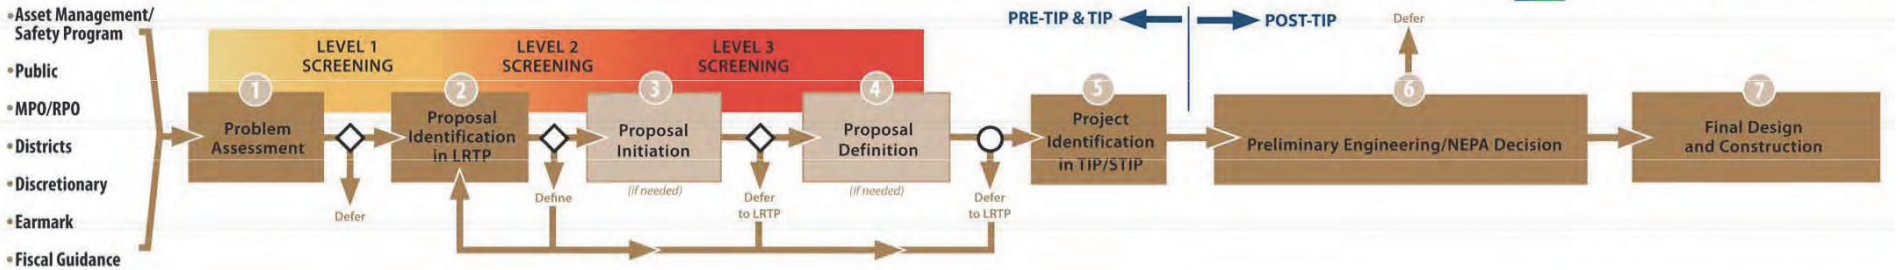 •Asset Management/
Safety Program
•Public
•MPO/RPO
•Districts
•Discretionary
•Earmark
•Fiscal Guidance
LEVEL 1
SCREENING
LEVEL 2
SCREENING
LEVEL 3
SCREENING
PRE-TIP & TIP
POST-TIP
1
Problem
Assessment
Defer
2
Proposal
Identification
in LRTP
Define
3
Proposal
Initiation
(if needed)
Defer
to LRTP
4
Proposal
Definition
(if needed)
Defer
to LRTP
5
Project
Identification
in TIP/STIP
Defer
6
Preliminary Engineering/NEPA Decision
7
Final Design
and Construction